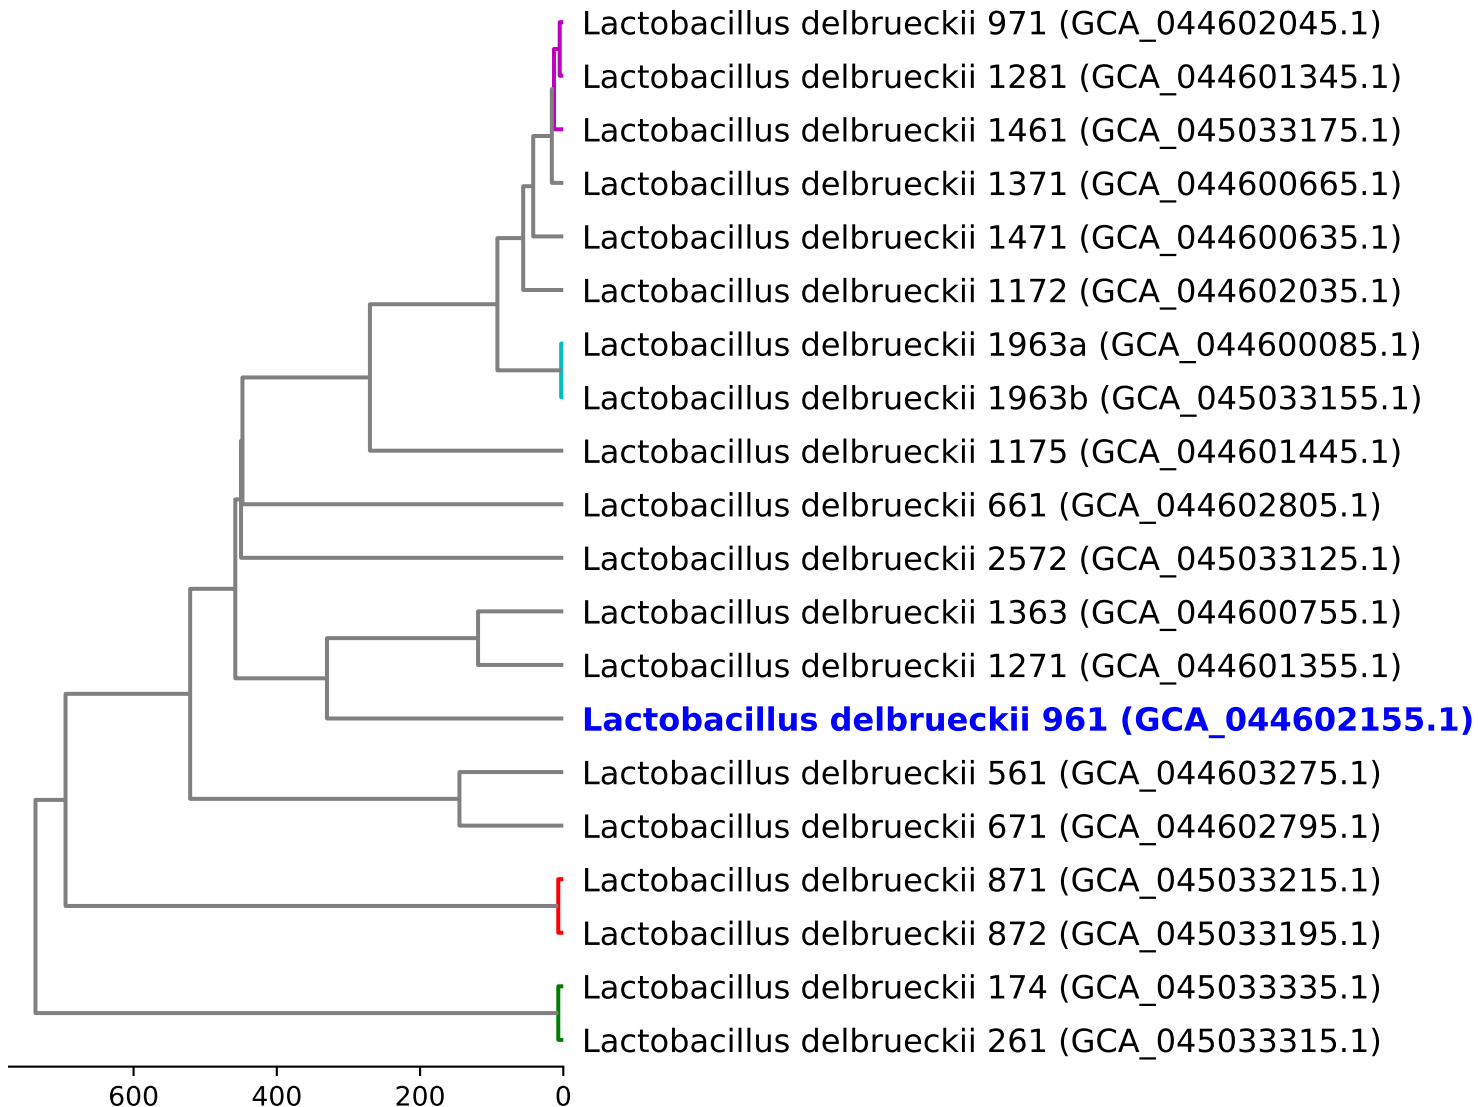 Lactobacillus delbrueckii 971 (GCA_044602045.1)
Lactobacillus delbrueckii 1281 (GCA_044601345.1)
Lactobacillus delbrueckii 1461 (GCA_045033175.1)
Lactobacillus delbrueckii 1371 (GCA_044600665.1)
Lactobacillus delbrueckii 1471 (GCA_044600635.1)
Lactobacillus delbrueckii 1172 (GCA_044602035.1)
Lactobacillus delbrueckii 1963a (GCA_044600085.1)
Lactobacillus delbrueckii 1963b (GCA_045033155.1)
Lactobacillus delbrueckii 1175 (GCA_044601445.1)
Lactobacillus delbrueckii 661 (GCA_044602805.1)
Lactobacillus delbrueckii 2572 (GCA_045033125.1)
Lactobacillus delbrueckii 1363 (GCA_044600755.1)
Lactobacillus delbrueckii 1271 (GCA_044601355.1)
Lactobacillus delbrueckii 961 (GCA_044602155.1)
Lactobacillus delbrueckii 561 (GCA_044603275.1)
Lactobacillus delbrueckii 671 (GCA_044602795.1)
Lactobacillus delbrueckii 871 (GCA_045033215.1)
Lactobacillus delbrueckii 872 (GCA_045033195.1)
Lactobacillus delbrueckii 174 (GCA_045033335.1)
Lactobacillus delbrueckii 261 (GCA_045033315.1)
600 400 200 0